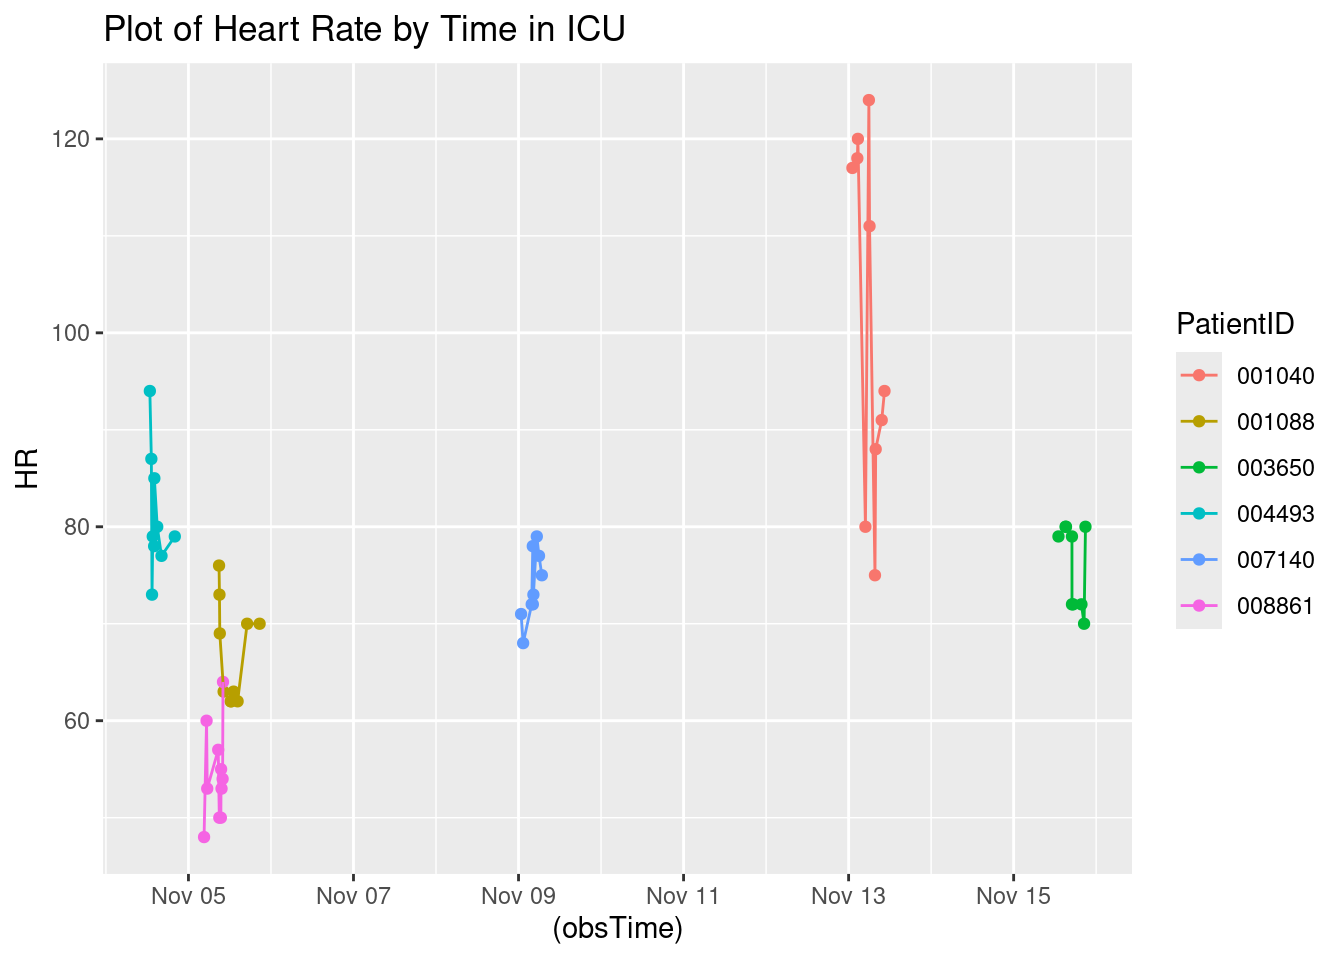 Plot of Heart Rate by Time in ICU
120
100
80
60
HR
Nov 05 Nov 07 Nov 09 Nov 11 Nov 13 Nov 15
(obsTime)
PatientID
001040
001088
003650
004493
007140
008861